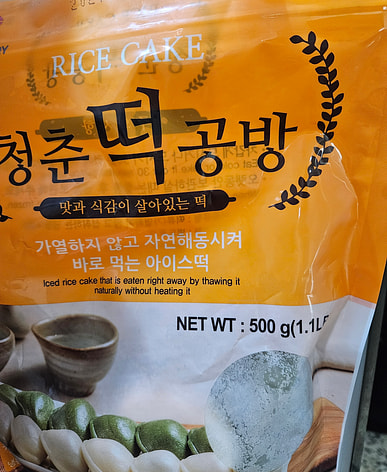 RICE CAKE
청춘떡공방
맛과 식감이 살아있는 떡
가열하지 않고 자연해동시켜
바로 먹는 아이스떡
Iced rice cake that is eaten right away by thawing it
naturally without heating it
NET WT : 500 g(1.1L